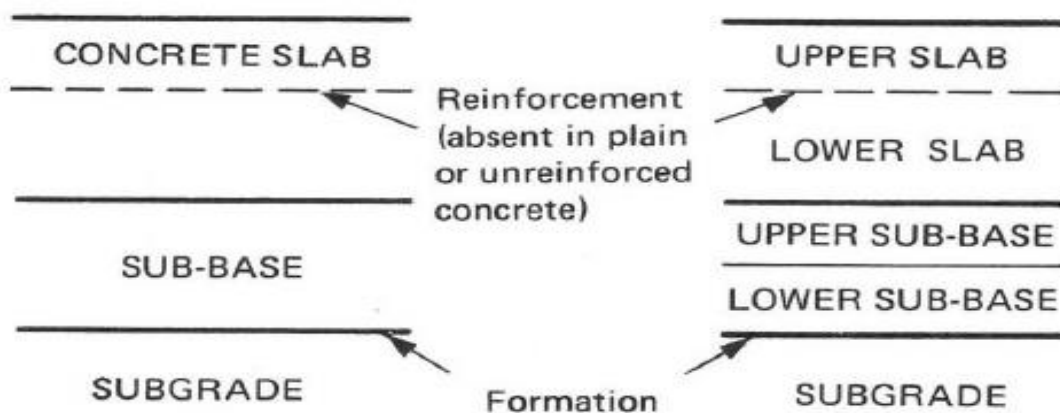 CONCRETE SLAB
UPPER SLAB
Reinforcement
(absent in plain
or unreinforced
concrete)
LOWER SLAB
UPPER SUB-BASE
SUB-BASE
LOWER SUB-BASE
SUBGRADE
Formation
SUBGRADE